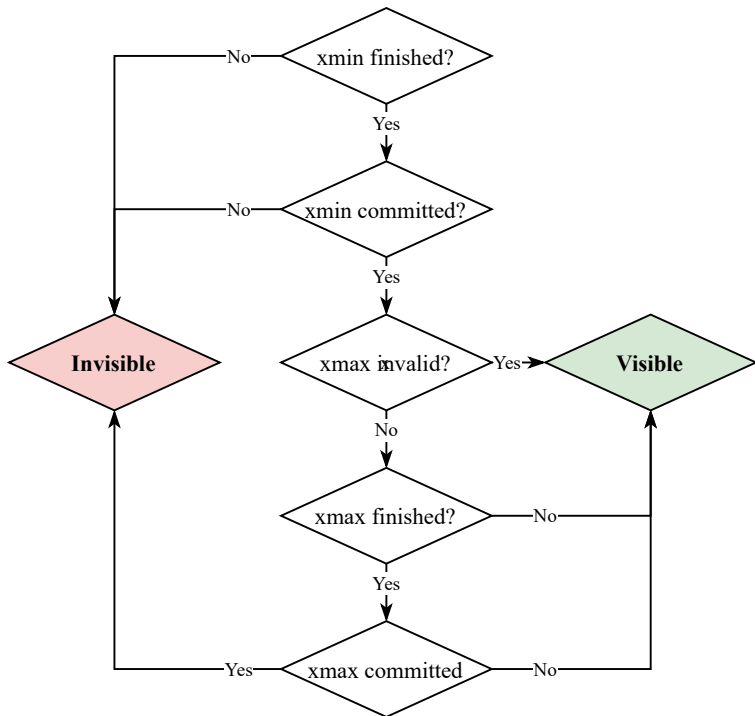 xmin finished?
No
Yes
xmin committed?
No
Yes
Invisible
xmax invalid?
x
Yes
Visible
No
xmax finished?
No
Yes
xmax committed
Yes
No